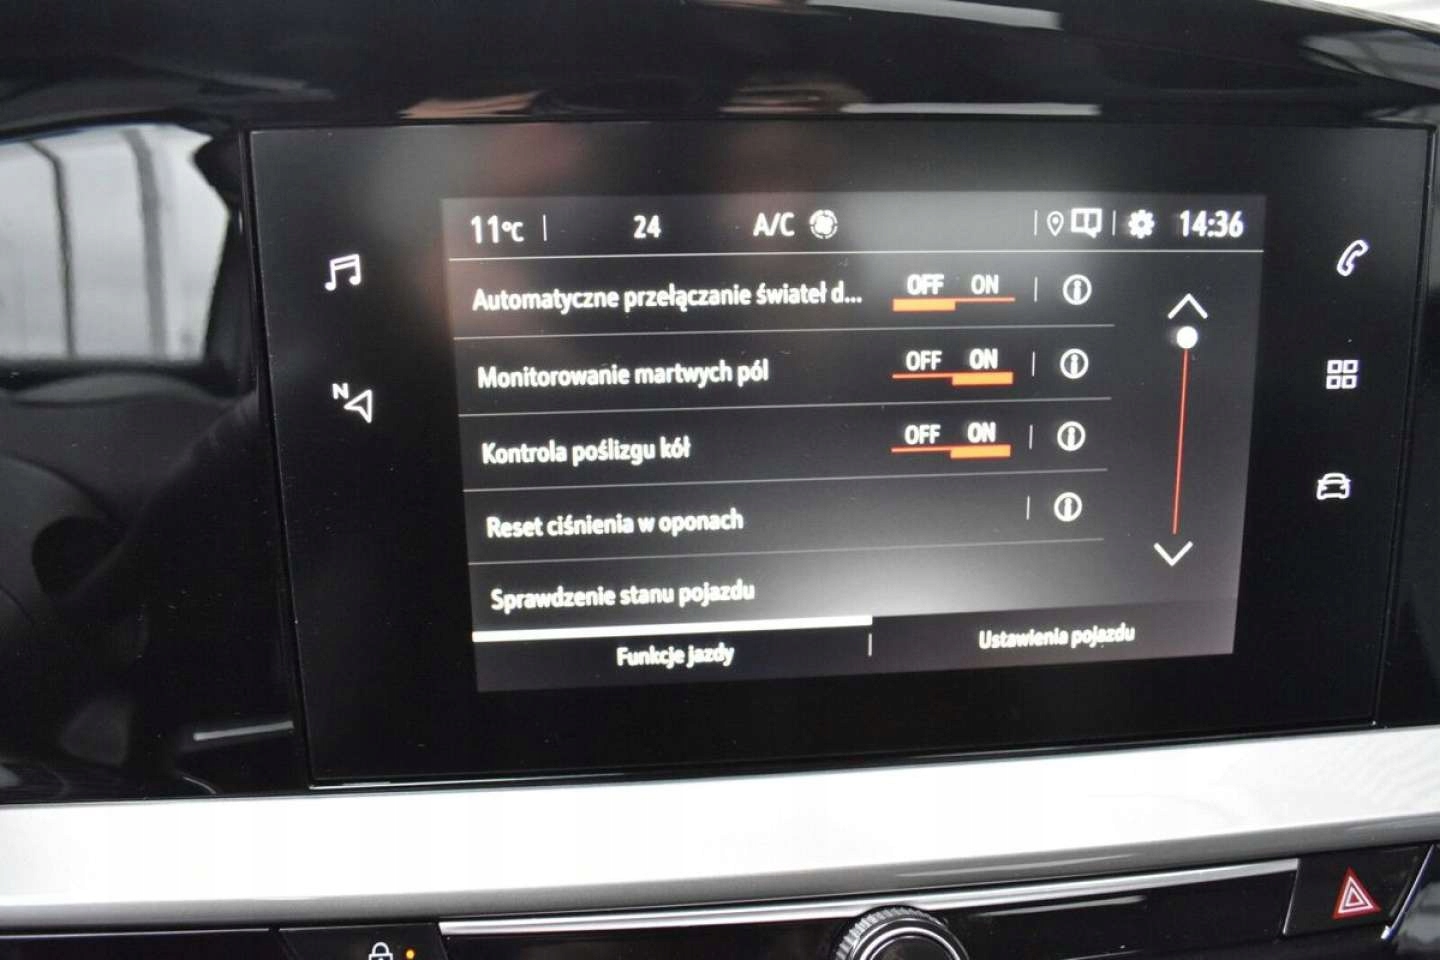 11°C 24 A/C 14:36
Automatyczne przełączanie świateł d... OFF ON
Monitorowanie martwych pól OFF ON
Kontrola poślizgu kół OFF ON
Reset ciśnienia w oponach
Sprawdzenie stanu pojazdu
Funkcje jazdy Ustawienia pojazdu
N